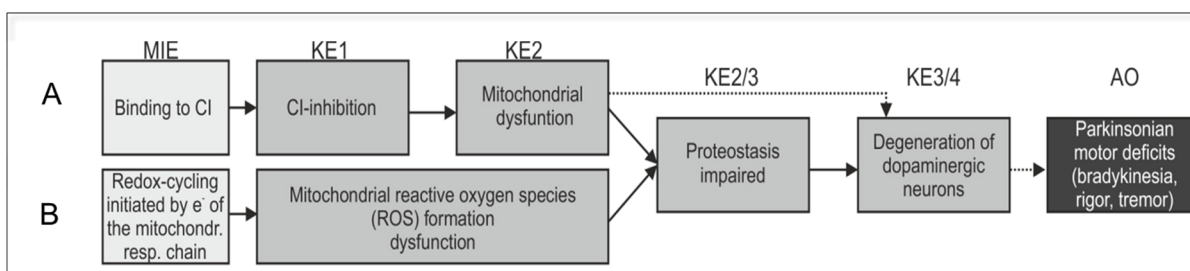 MIE
KE1
KE2
KE2/3
KE3/4
AO
A
Binding to CI
CI-inhibition
Mitochondrial
dysfuntion
Proteostasis
impaired
Degeneration of
dopaminergic
neurons
Parkinsonian
motor deficits
(bradykinesia,
rigor, tremor)
B
Redox-cycling
initiated by e⁻ of
the mitochondr.
resp. chain
Mitochondrial reactive oxygen species
(ROS) formation
dysfunction